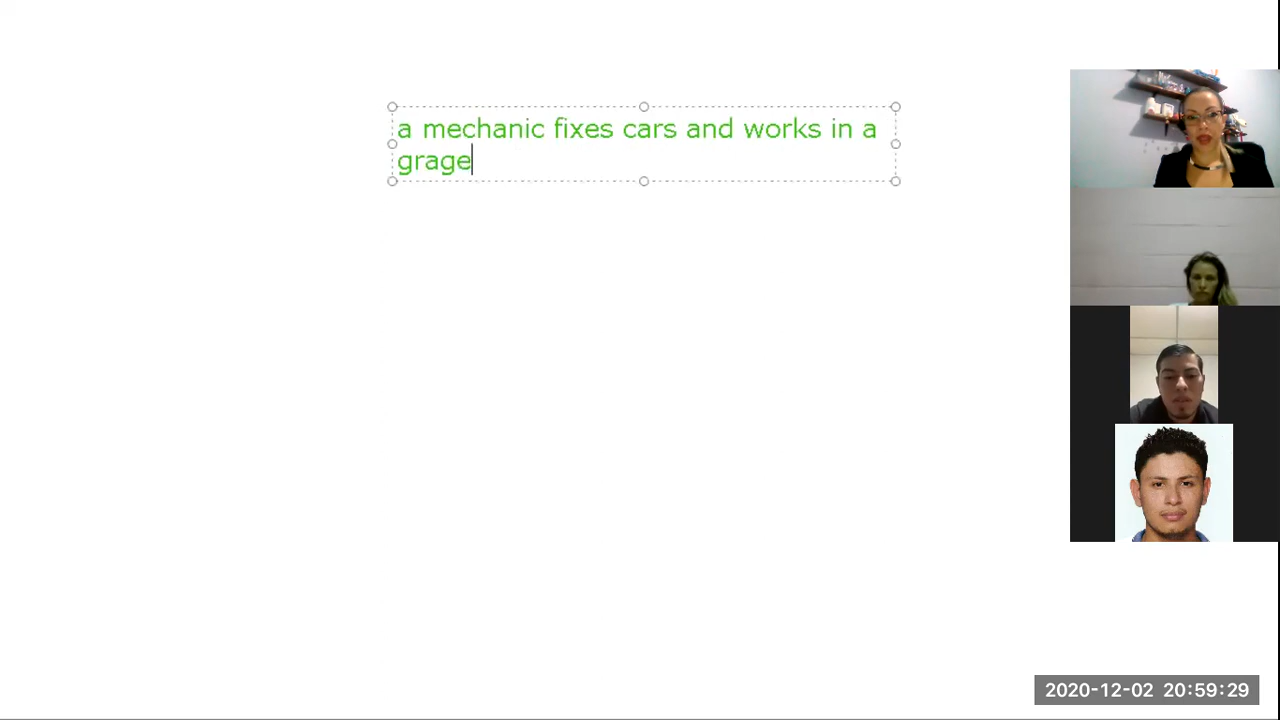 a mechanic fixes cars and works in a
grage
2020-12-02 20:59:29